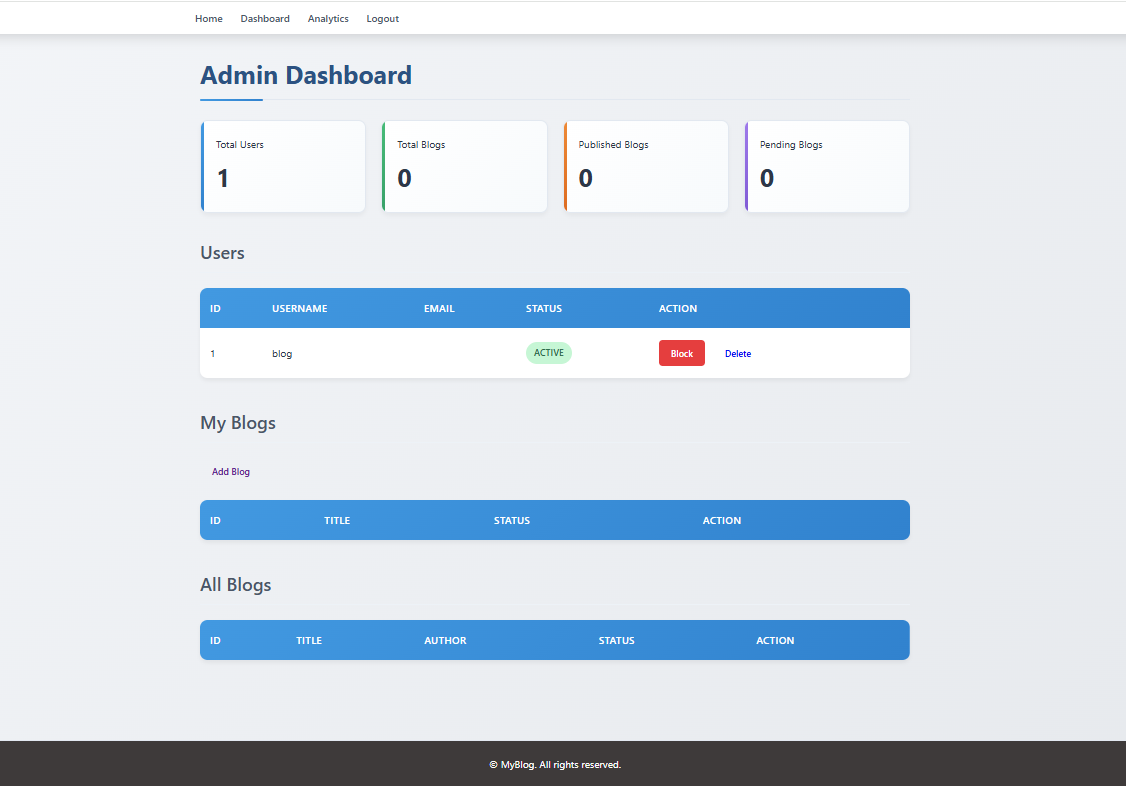 Home Dashboard Analytics Logout
Admin Dashboard
Total Users Total Blogs Published Blogs Pending Blogs
1 0 0 0
Users
ID USERNAME EMAIL STATUS ACTION
1 blog ACTIVE Block Delete
My Blogs
Add Blog
ID TITLE STATUS ACTION
All Blogs
ID TITLE AUTHOR STATUS ACTION
© MyBlog. All rights reserved.